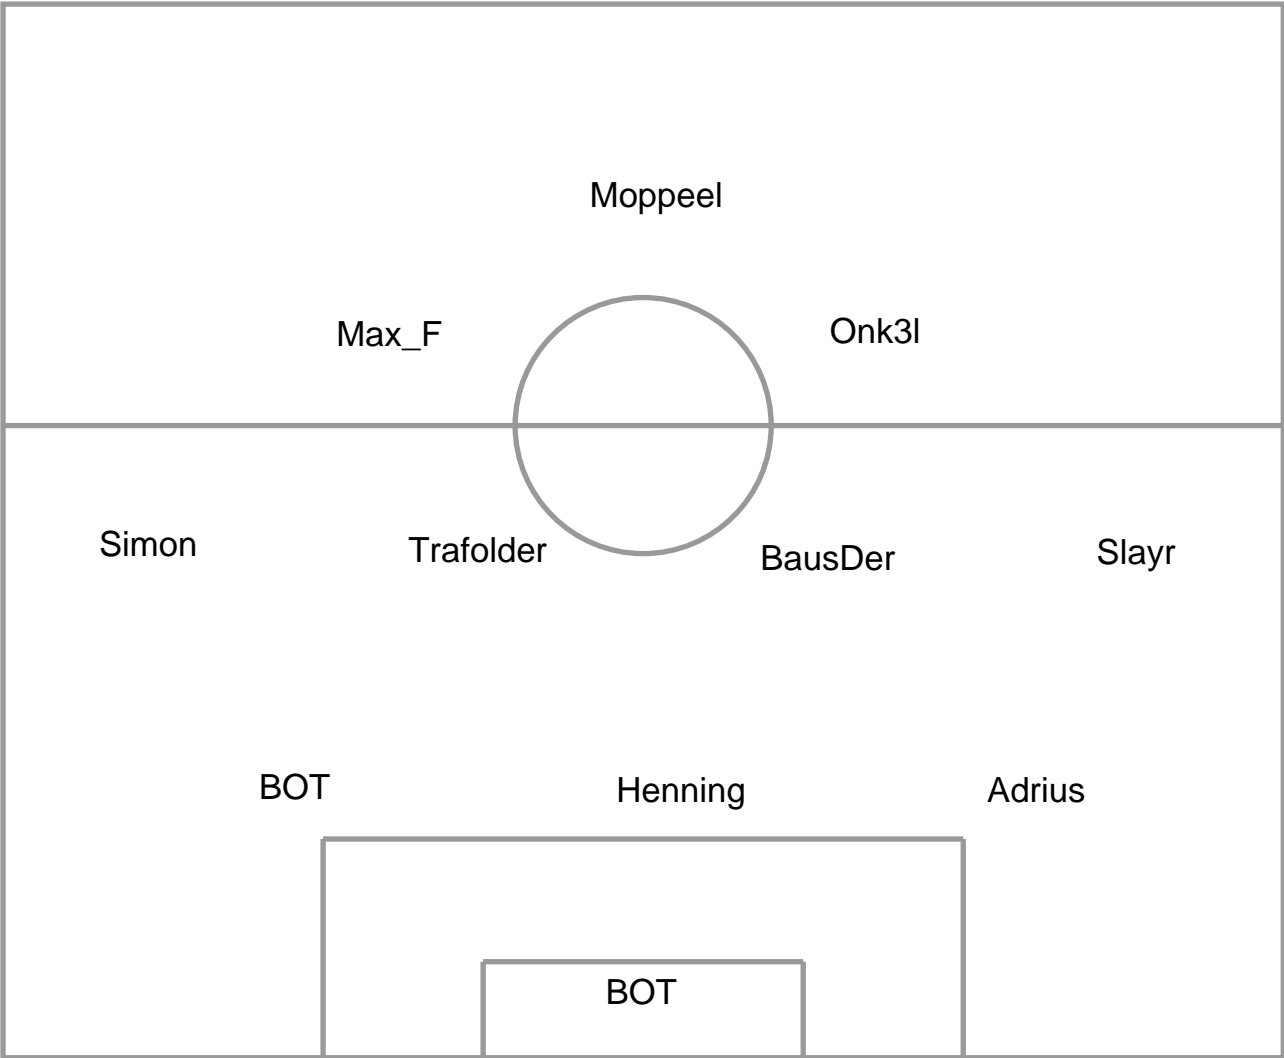 Moppeel
Max_F
Onk3l
Simon
Trafolder
BausDer
Slayr
BOT
Henning
Adrius
BOT